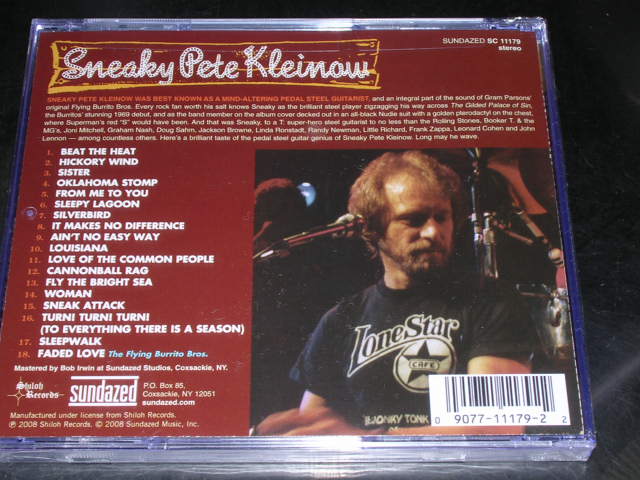 Sneaky Pete Kleinow
SUNDAZED SC 11179
stereo
SNEAKY PETE KLEINOW WAS BEST KNOWN AS A MIND-ALTERING PEDAL STEEL GUITARIST, and an integral part of the sound of Gram Parsons'
original Flying Burrito Bros. Every rock fan worth his salt knows Sneaky as the brilliant steel player zigzagging his way across The Gilded Palace of Sin,
the Burritos' stunning 1969 debut, and as the band member on the album cover decked out in an all-black Nudie suit with a golden pterodactyl on the chest,
where Superman's red "S" would have been. And that was Sneaky, to a T: super-hero steel guitarist to no less than the Rolling Stones, Booker T. & the
MG's, Joni Mitchell, Graham Nash, Doug Sahm, Jackson Browne, Linda Ronstadt, Randy Newman, Little Richard, Frank Zappa, Leonard Cohen and John
Lennon — among countless others. Here's a brilliant taste of the pedal steel guitar genius of Sneaky Pete Kleinow. Long may he wave.
1. BEAT THE HEAT
2. HICKORY WIND
3. SISTER
4. OKLAHOMA STOMP
5. FROM ME TO YOU
6. SLEEPY LAGOON
7. SILVERBIRD
8. IT MAKES NO DIFFERENCE
9. AIN'T NO EASY WAY
10. LOUISIANA
11. LOVE OF THE COMMON PEOPLE
12. CANNONBALL RAG
13. FLY THE BRIGHT SEA
14. WOMAN
15. SNEAK ATTACK
16. TURN! TURN! TURN!
(TO EVERYTHING THERE IS A SEASON)
17. SLEEPWALK
18. FADED LOVE The Flying Burrito Bros.
Mastered by Bob Irwin at Sundazed Studios, Coxsackie, NY.
Shiloh
Records
sundazed
P.O. Box 85,
Coxsackie, NY 12051
sundazed.com
Manufactured under license from Shiloh Records.
℗ 2008 Shiloh Records. © 2008 Sundazed Music, Inc.
Lone Star
CAFE
HONKY TONK
0 9077-11179-2 2